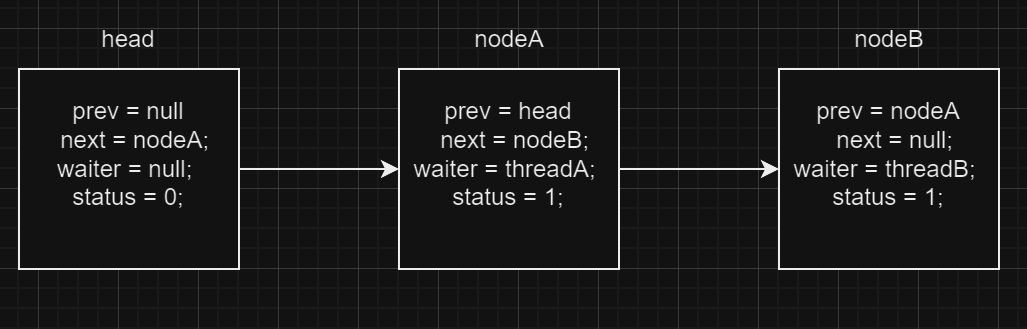 head
prev = null
next = nodeA;
waiter = null;
status = 0;
nodeA
prev = head
next = nodeB;
waiter = threadA;
status = 1;
nodeB
prev = nodeA
next = null;
waiter = threadB;
status = 1;